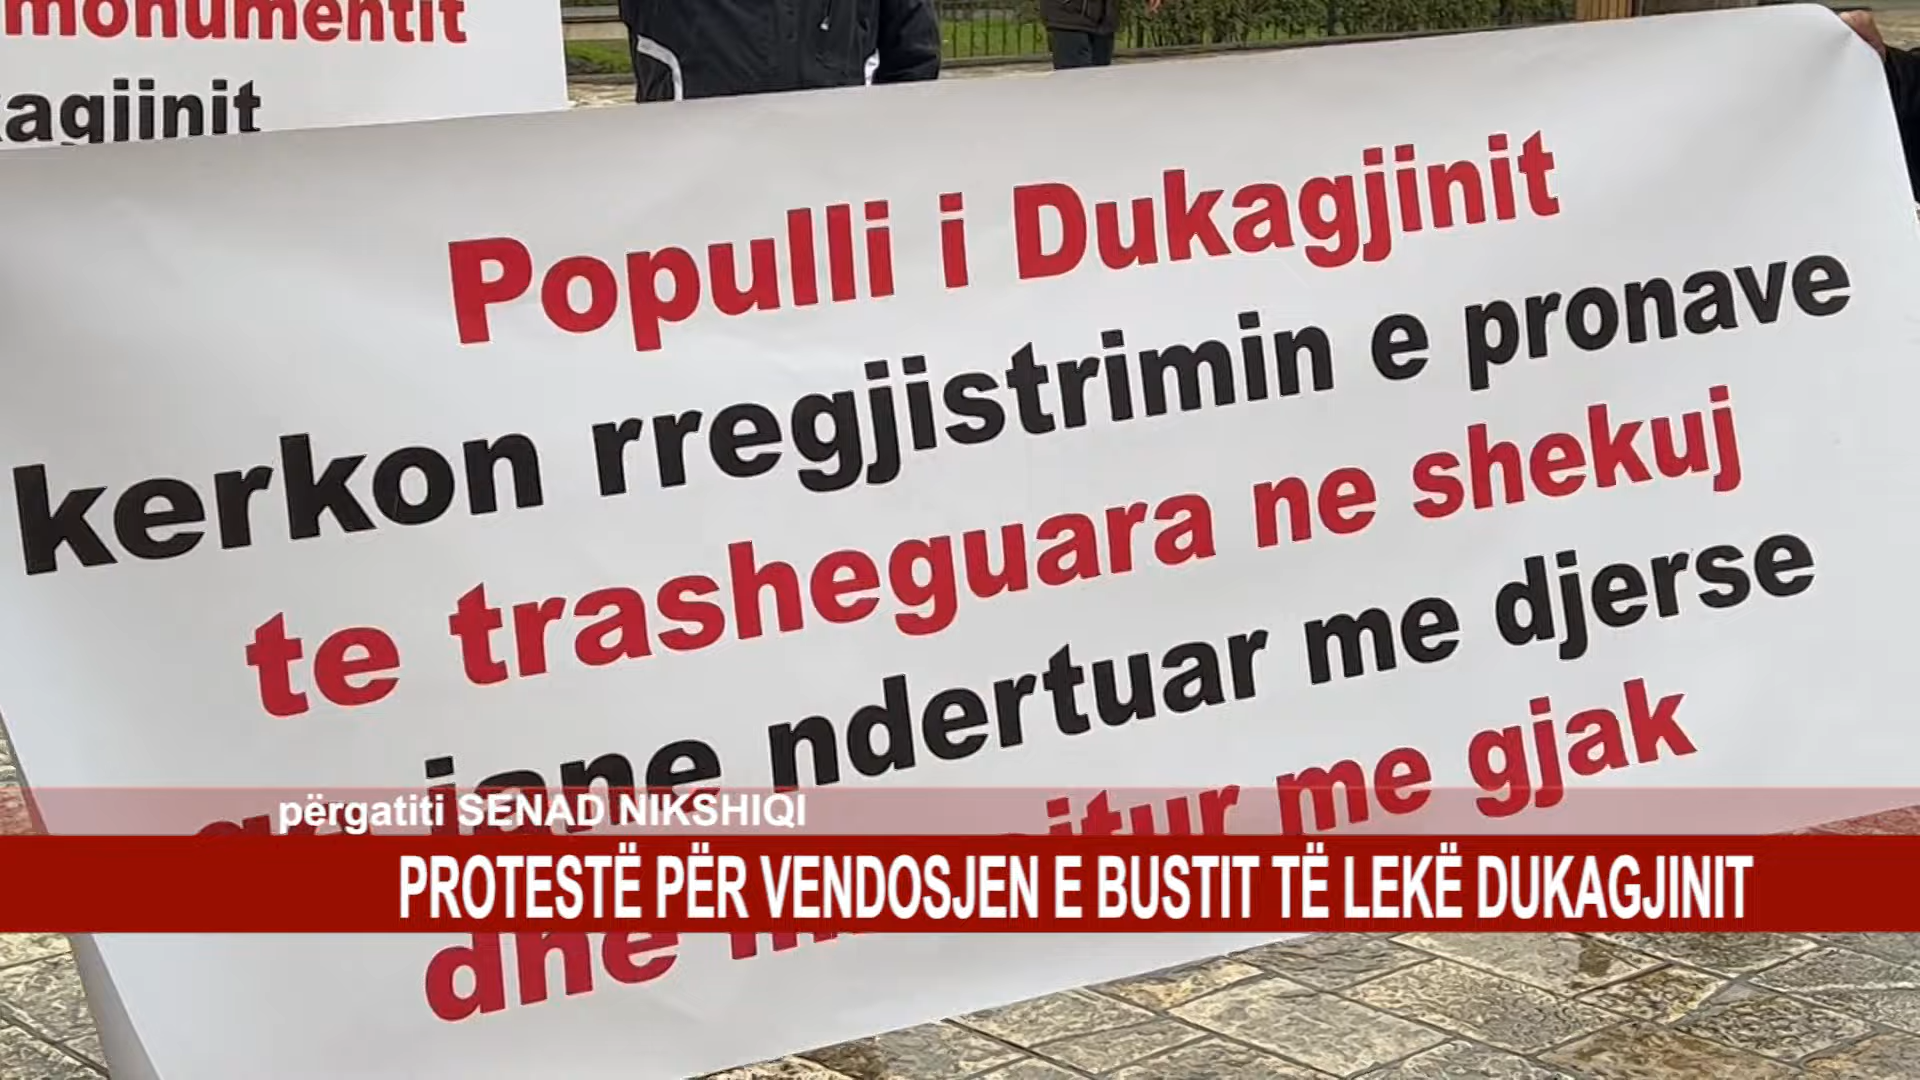 monumentit
Populli i Dukagjinit
kerkon rregjistrimin e pronave
te trasheguara ne shekuj
jane ndertuar me djerse
dhe me gjak
përgatiti SENAD NIKSHIQI
PROTESTË PËR VENDOSJEN E BUSTIT TË LEKË DUKAGJINIT